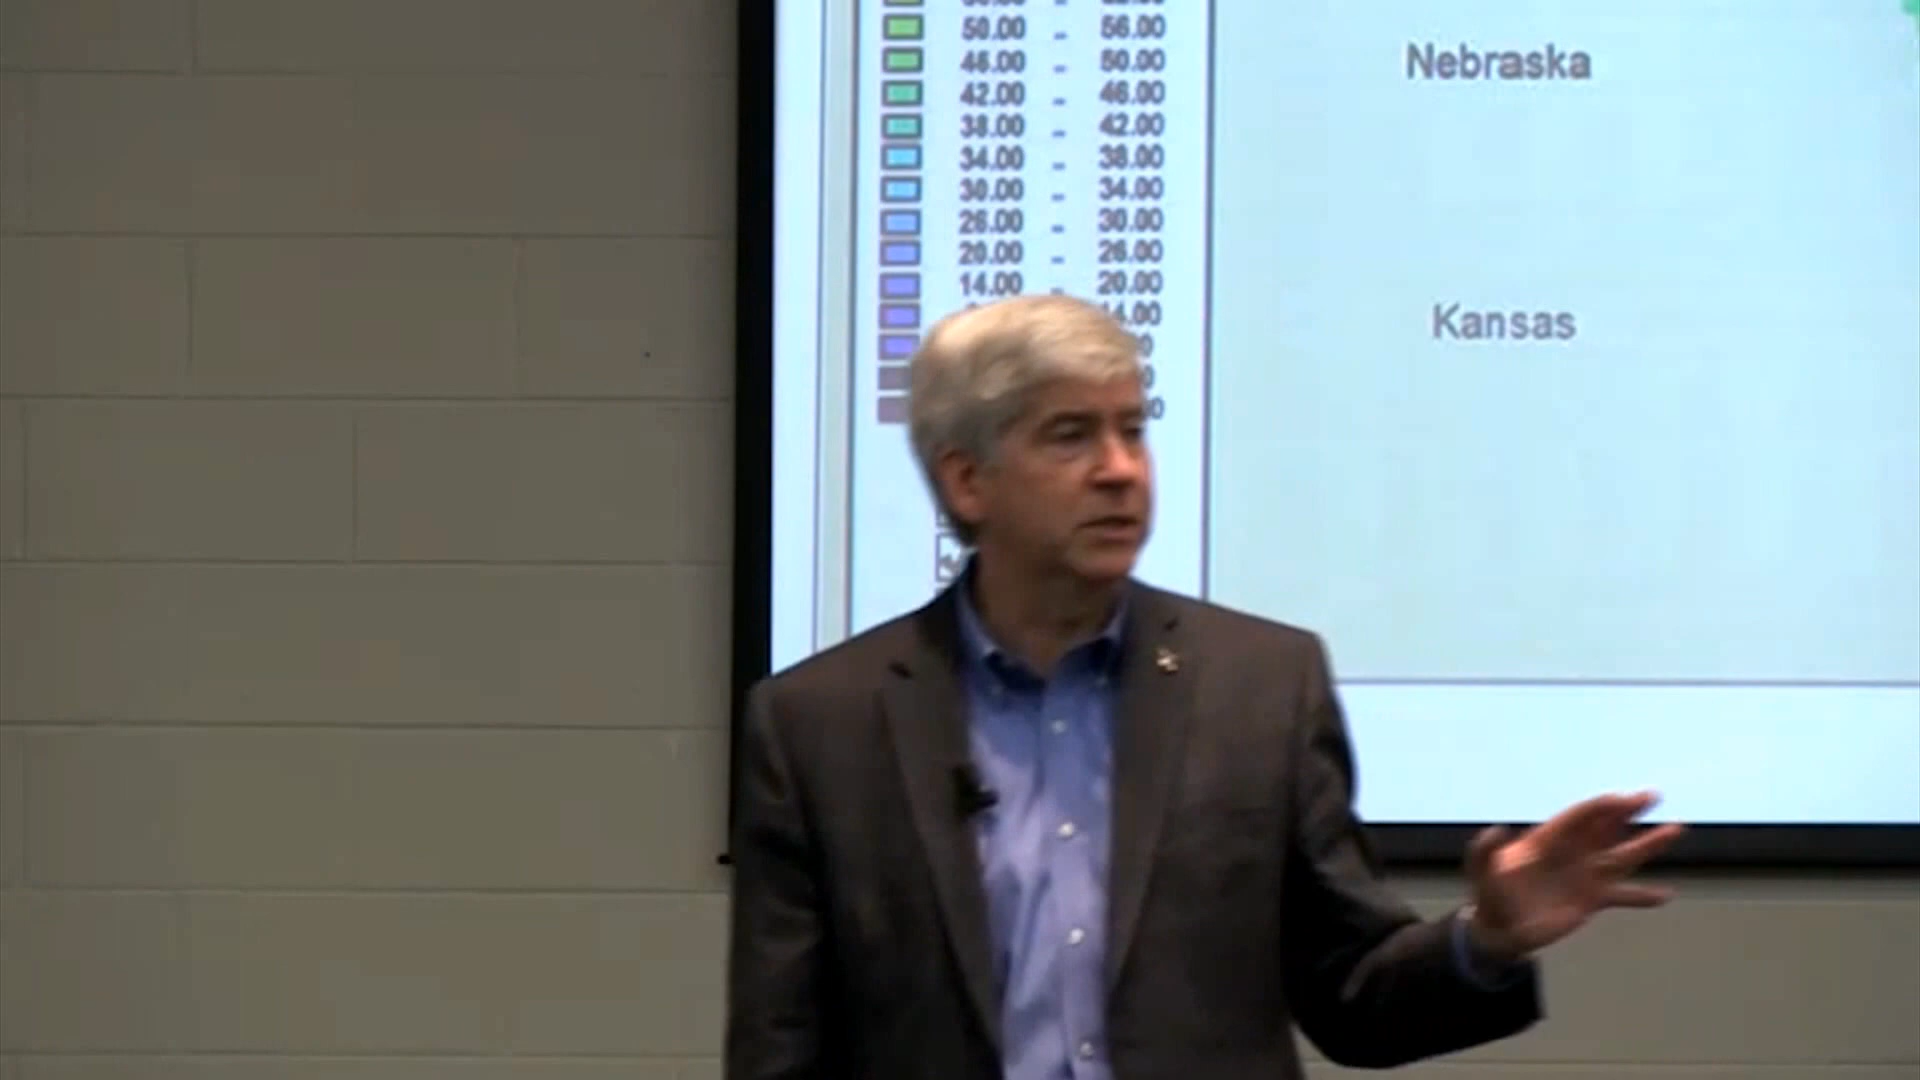 50.00 - 56.00
46.00 - 50.00
42.00 - 46.00
38.00 - 42.00
34.00 - 38.00
30.00 - 34.00
26.00 - 30.00
20.00 - 26.00
14.00 - 20.00
Nebraska
Kansas